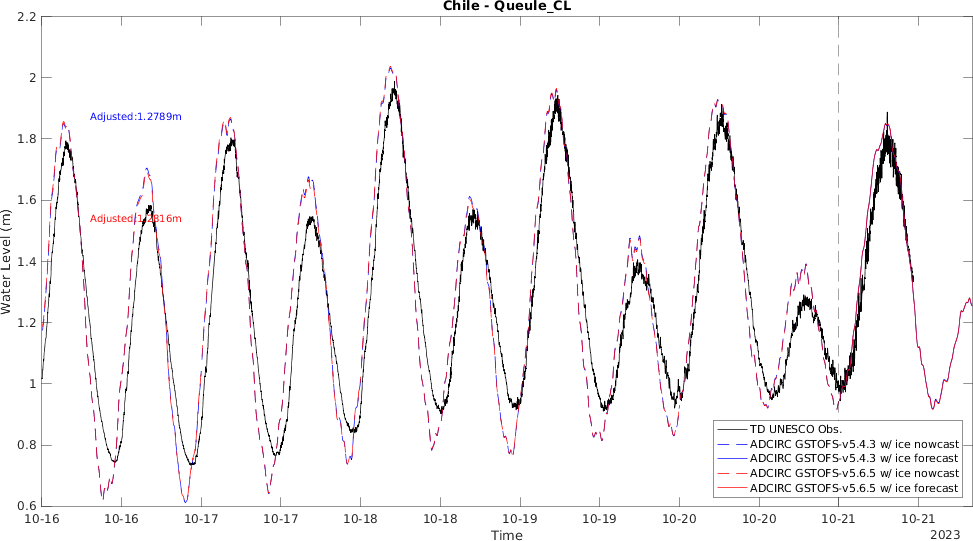 Chile - Queule_CL
2.2
2
1.8
1.6
1.4
1.2
1
0.8
0.6
Water Level (m)
Adjusted:1.2789m
Adjusted:1.2816m
TD UNESCO Obs.
ADCIRC GSTOFS-v5.4.3 w/ ice nowcast
ADCIRC GSTOFS-v5.4.3 w/ ice forecast
ADCIRC GSTOFS-v5.6.5 w/ ice nowcast
ADCIRC GSTOFS-v5.6.5 w/ ice forecast
10-16 10-16 10-17 10-17 10-18 10-18 10-19 10-19 10-20 10-20 10-21 10-21
Time
2023